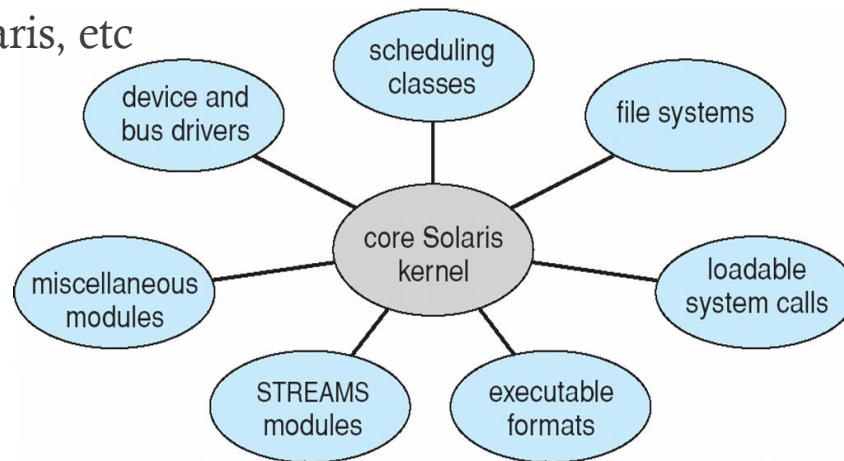 aris, etc
scheduling
classes
device and
bus drivers
file systems
core Solaris
kernel
miscellaneous
modules
loadable
system calls
STREAMS
modules
executable
formats